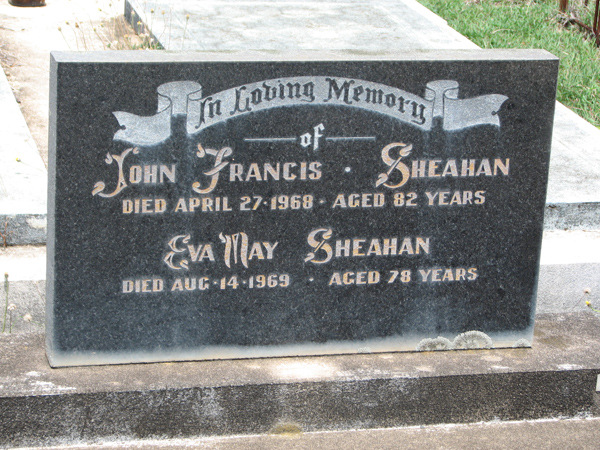 In Loving Memory
of
JOHN FRANCIS · SHEAHAN
DIED APRIL 27·1968 · AGED 82 YEARS
EVA MAY SHEAHAN
DIED AUG·14·1969 · AGED 78 YEARS